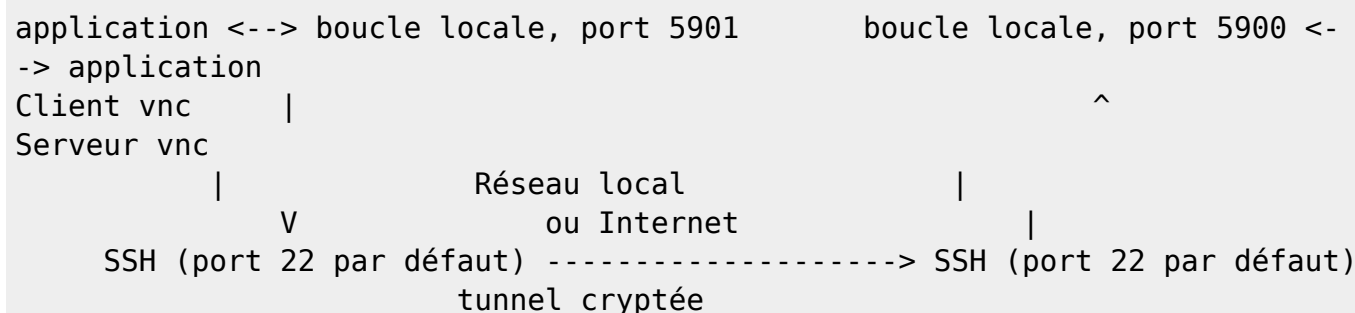 application <--> boucle locale, port 5901        boucle locale, port 5900 <-
-> application
Client vnc     |                                             ^
Serveur vnc
           |              Réseau local               |
               V              ou Internet                |
     SSH (port 22 par défaut) --------------------> SSH (port 22 par défaut)
                         tunnel cryptée